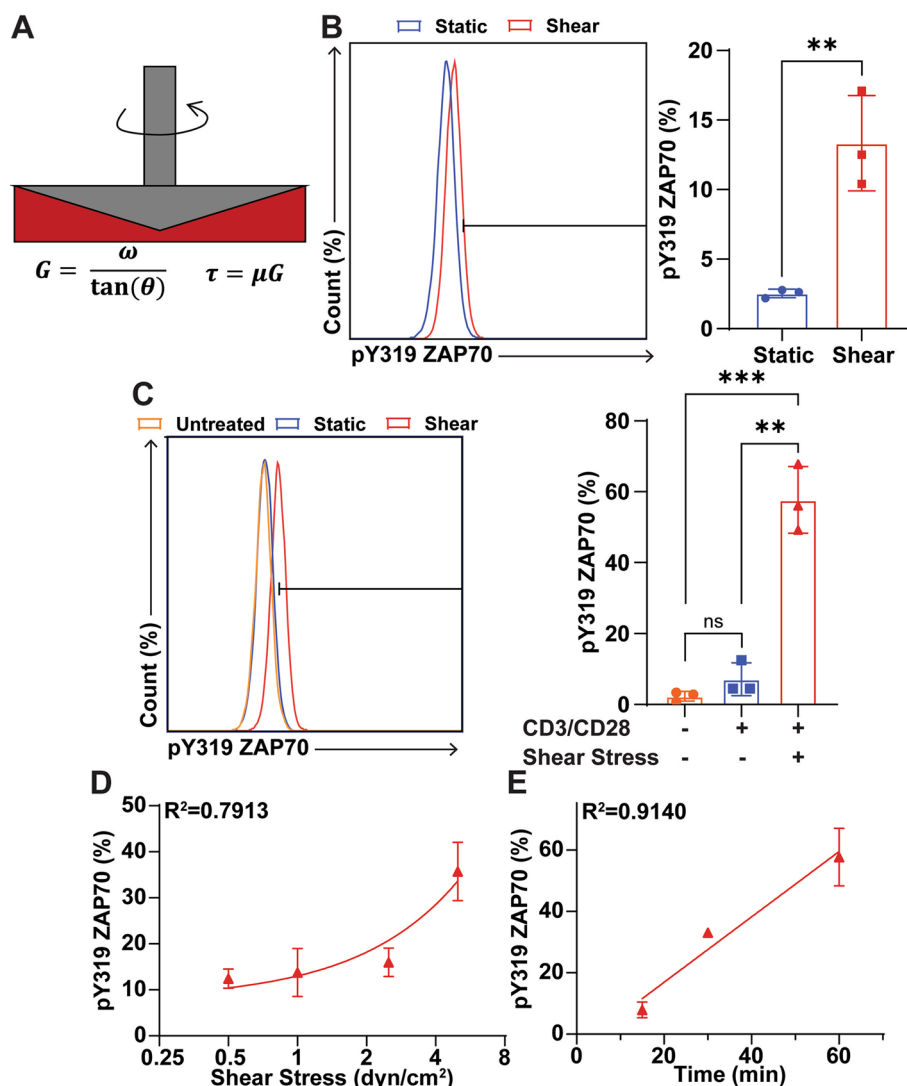 A
G = ω / tan(θ) τ = μG
B
Static Shear
Count (%)
pY319 ZAP70
pY319 ZAP70 (%)
20
15
10
5
0
**
Static Shear
C
Untreated Static Shear
Count (%)
pY319 ZAP70
pY319 ZAP70 (%)
80
60
40
20
0
***
**
ns
CD3/CD28 - + +
Shear Stress - - +
D
R²=0.7913
pY319 ZAP70 (%)
50
40
30
20
10
0
0.25 0.5 1 2 4 8
Shear Stress (dyn/cm²)
E
R²=0.9140
pY319 ZAP70 (%)
60
40
20
0
0 20 40 60
Time (min)